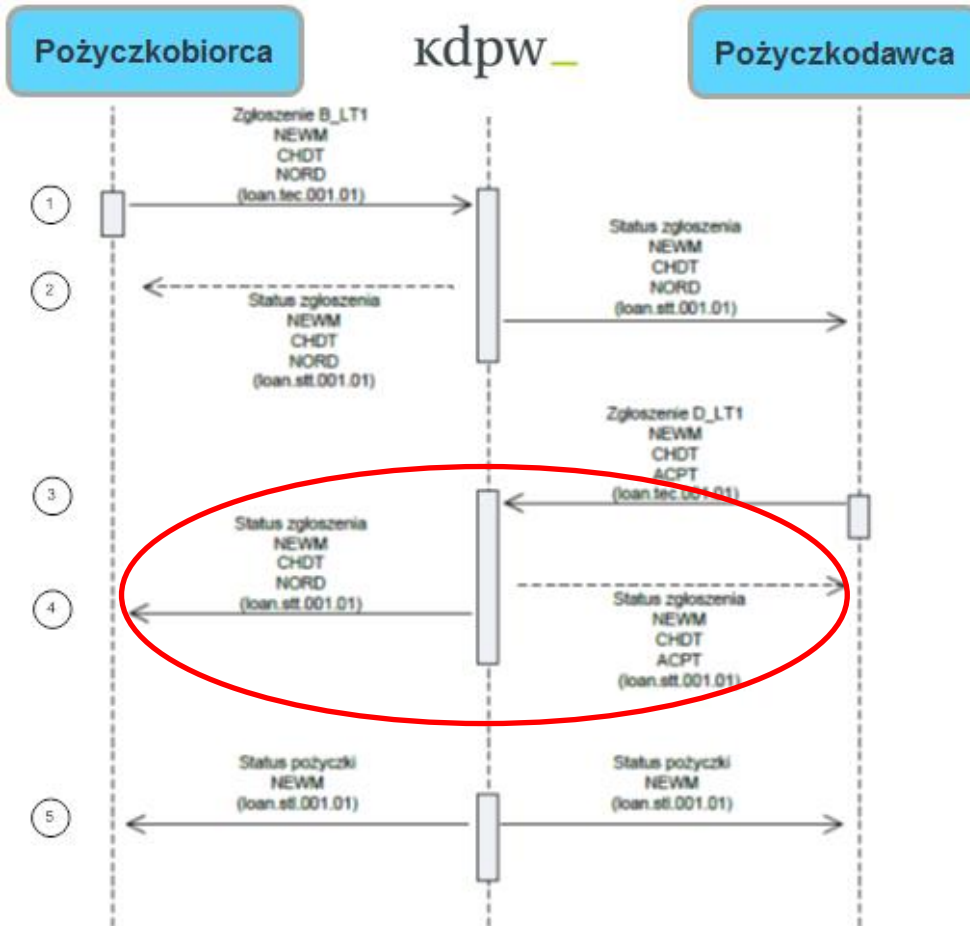 Pożyczkobiorca
kdpw_
Pożyczkodawca
Zgłoszenie B_LT1
NEWM
CHDT
NORD
(loan.tec.001.01)
1
Status zgłoszenia
NEWM
CHDT
NORD
(loan.stt.001.01)
2
Status zgłoszenia
NEWM
CHDT
NORD
(loan.stt.001.01)
Zgłoszenie D_LT1
NEWM
CHDT
ACPT
(loan.tec.001.01)
3
Status zgłoszenia
NEWM
CHDT
NORD
(loan.stt.001.01)
4
Status zgłoszenia
NEWM
CHDT
ACPT
(loan.stt.001.01)
Status pożyczki
NEWM
(loan.stl.001.01)
Status pożyczki
NEWM
(loan.stl.001.01)
5